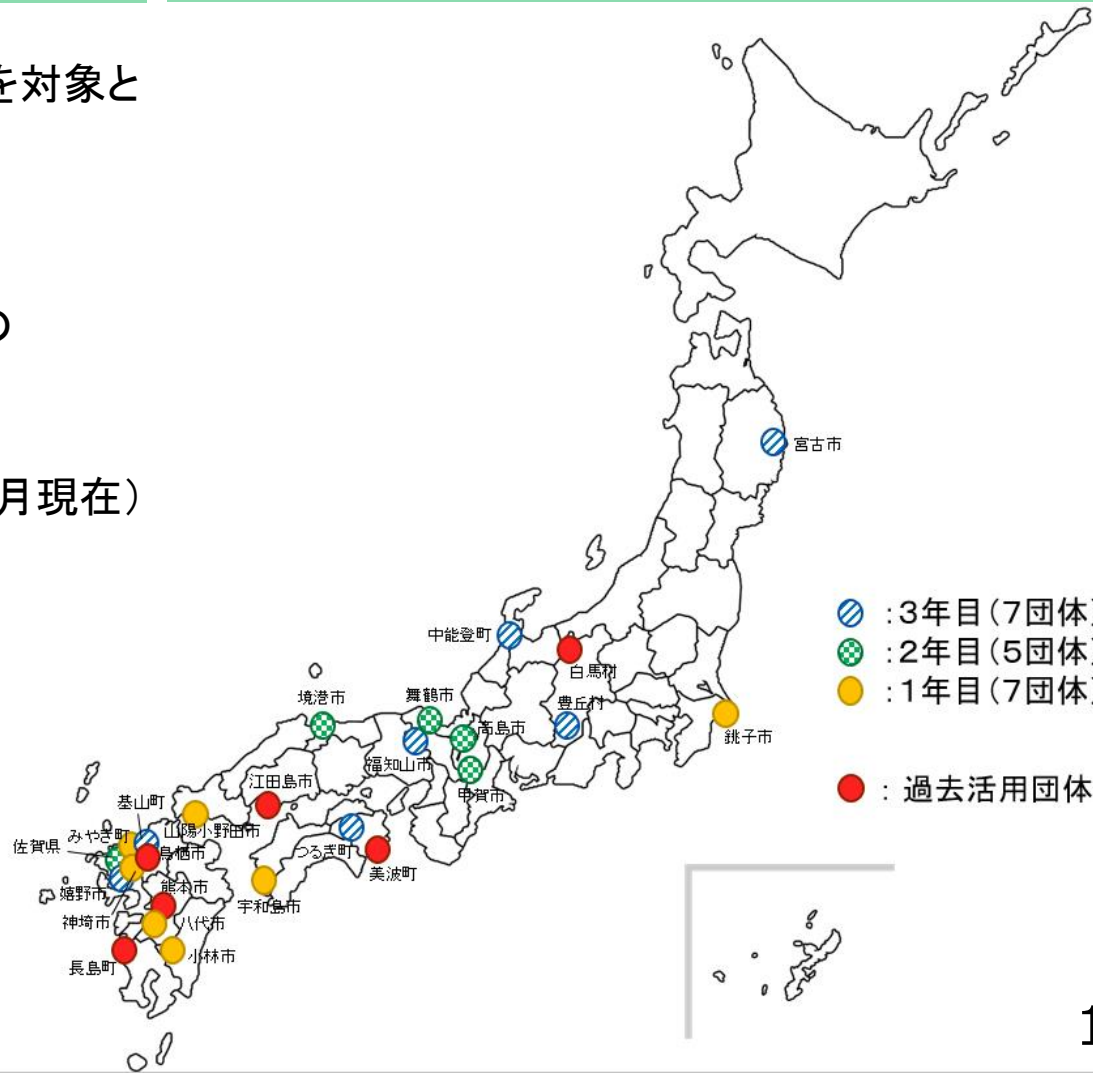 を対象と
の
月現在）
宮古市
中能登町
白馬村
：３年目（７団体）
：２年目（５団体）
：１年目（７団体）
境港市
舞鶴市
高島市
豊丘村
銚子市
福知山市
甲賀市
：過去活用団体
江田島市
基山町
山陽小野田市
みやき町
佐賀県
鳥栖市
つるぎ町
美波町
嬉野市
熊本市
宇和島市
神埼市
八代市
小林市
長島町
1